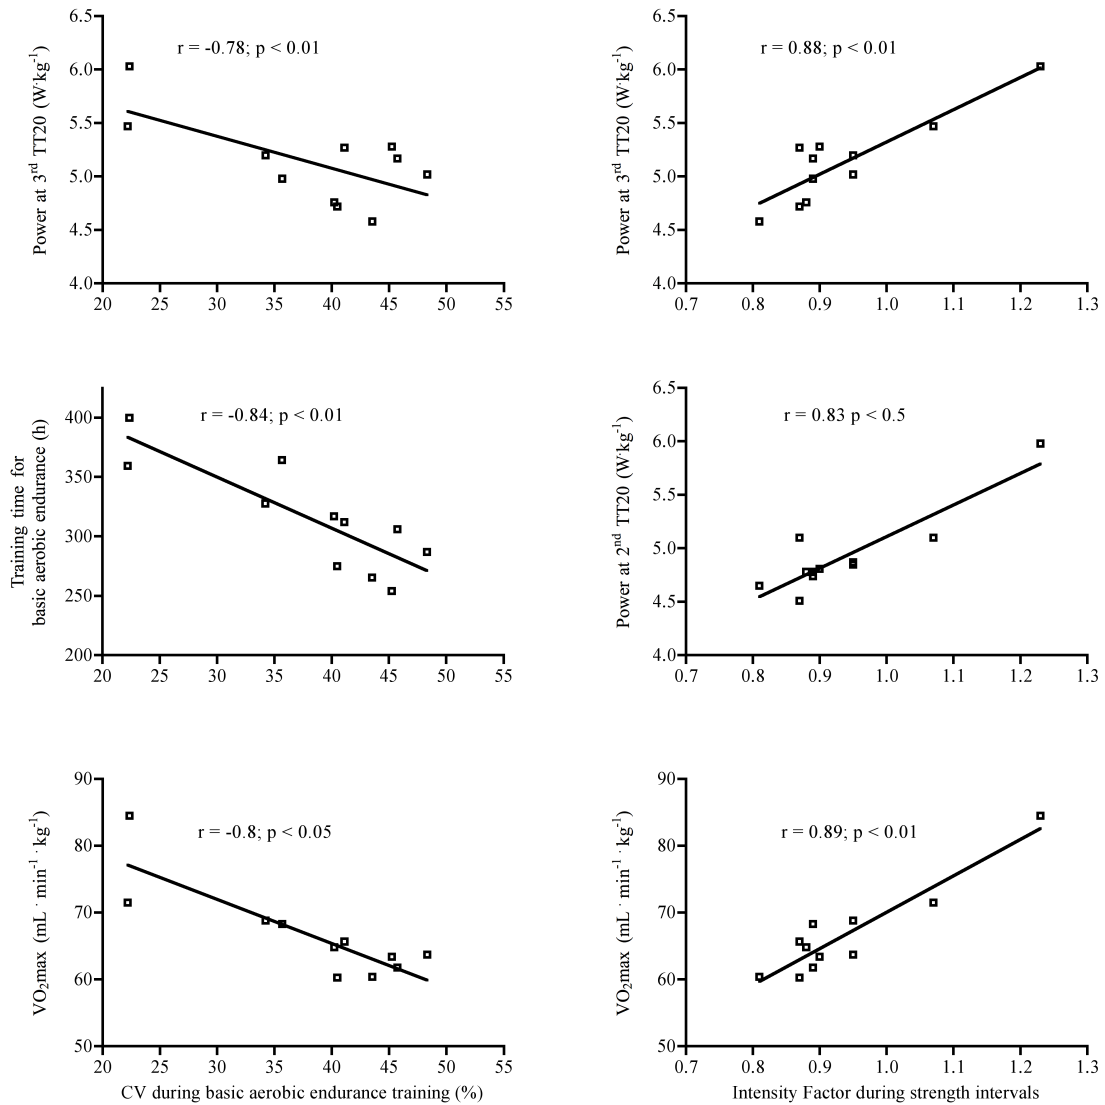 6.5
6.0
5.5
5.0
4.5
4.0
Power at 3rd TT20 (W·kg-1)
r = -0.78; p < 0.01
20 25 30 35 40 45 50 55
6.5
6.0
5.5
5.0
4.5
4.0
Power at 3rd TT20 (W·kg-1)
r = 0.88; p < 0.01
0.7 0.8 0.9 1.0 1.1 1.2 1.3
400
350
300
250
200
Training time for
basic aerobic endurance (h)
r = -0.84; p < 0.01
20 25 30 35 40 45 50 55
6.5
6.0
5.5
5.0
4.5
4.0
Power at 2nd TT20 (W·kg-1)
r = 0.83 p < 0.5
0.7 0.8 0.9 1.0 1.1 1.2 1.3
90
80
70
60
50
VO2max (mL · min-1 · kg-1)
r = -0.8; p < 0.05
20 25 30 35 40 45 50 55
CV during basic aerobic endurance training (%)
90
80
70
60
50
VO2max (mL · min-1 · kg-1)
r = 0.89; p < 0.01
0.7 0.8 0.9 1.0 1.1 1.2 1.3
Intensity Factor during strength intervals